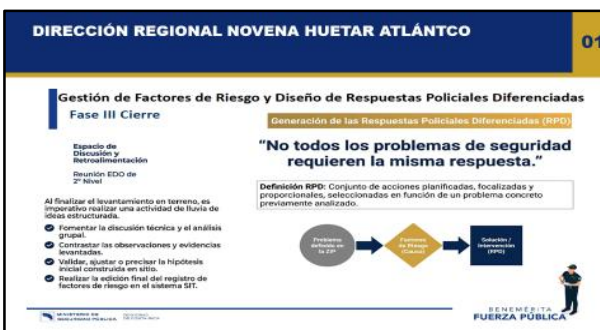 DIRECCIÓN REGIONAL NOVENA HUETAR ATLÁNTCO
01
Gestión de Factores de Riesgo y Diseño de Respuestas Policiales Diferenciadas
Fase III Cierre
Espacio de
Discusión y
Retroalimentación
Reunión EDO de
2º Nivel
Al finalizar el levantamiento en terreno, es
imperativo realizar una actividad de lluvia de
ideas estructurada.
Fomentar la discusión técnica y el análisis
grupal.
Contrastar las observaciones y evidencias
levantadas.
Validar, ajustar o precisar la hipótesis
inicial construida en sitio.
Realizar la edición final del registro de
factores de riesgo en el sistema SIT.
Generación de las Respuestas Policiales Diferenciadas (RPD)
“No todos los problemas de seguridad
requieren la misma respuesta.”
Definición RPD: Conjunto de acciones planificadas, focalizadas y
proporcionales, seleccionadas en función de un problema concreto
previamente analizado.
Problema
definido en
la ZIP
Factores
de Riesgo
(Causa)
Solución /
Intervención
(RPD)
MINISTERIO DE
SEGURIDAD PÚBLICA
BENEMÉRITA
FUERZA PÚBLICA